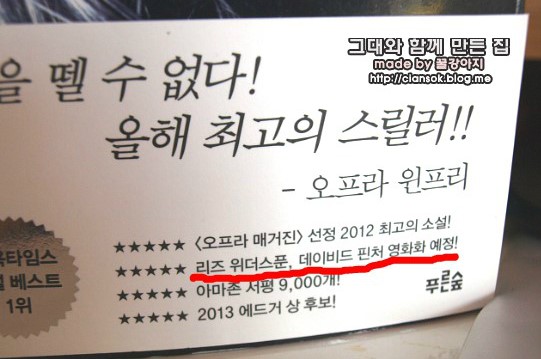 그대와 함께 만든 집
made by 꿀강아지
http://ciansok.blog.me
을 뗄 수 없다!
올해 최고의 스릴러!!
- 오프라 윈프리
★★★★★ 〈오프라 매거진〉 선정 2012 최고의 소설!
★★★★★ 리즈 위더스푼, 데이비드 핀처 영화화 예정!
★★★★★ 아마존 서평 9,000개!
★★★★★ 2013 에드거 상 후보!
욕타임스
베스트
1위
푸른숲